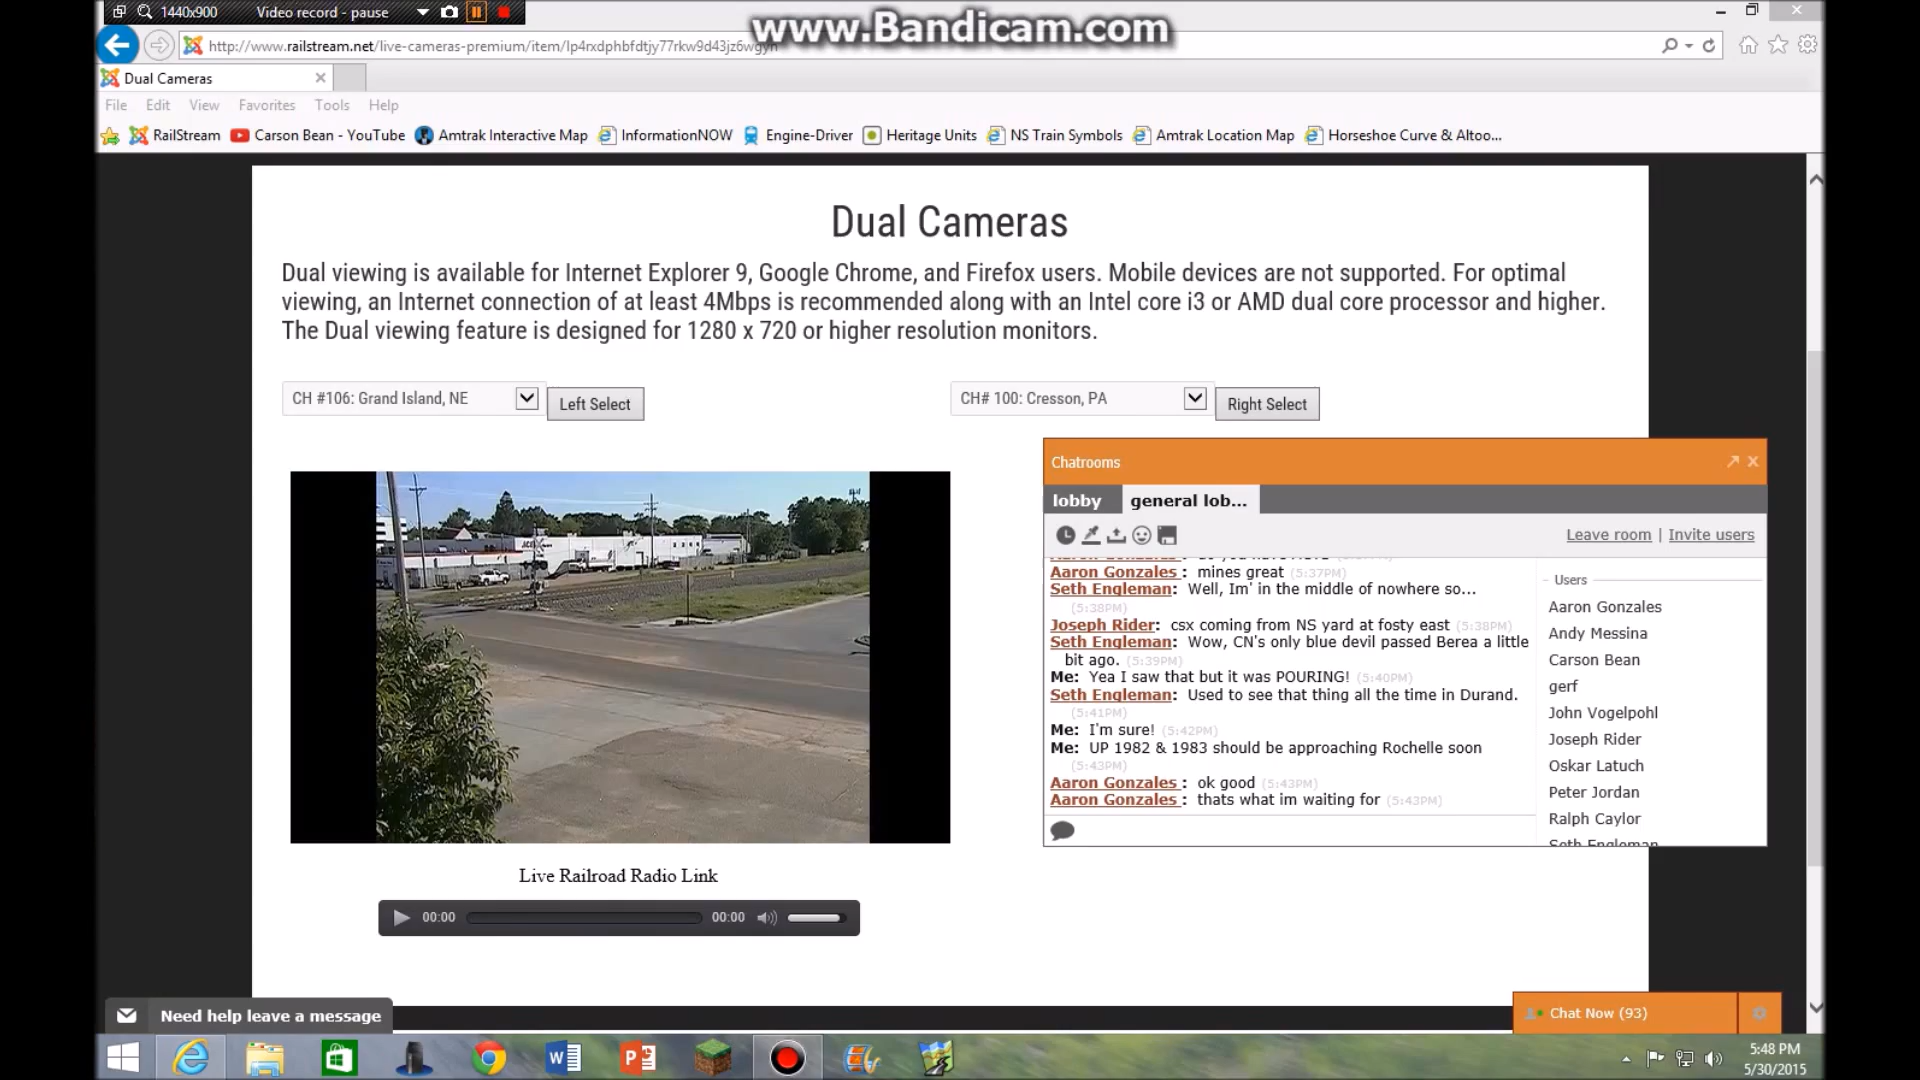 1440x900 Video record - pause
www.Bandicam.com
http://www.railstream.net/live-cameras-premium/item/lp4rxdphbfdtjy77rkw9d43jz6wgyn
Dual Cameras
File Edit View Favorites Tools Help
RailStream Carson Bean - YouTube Amtrak Interactive Map InformationNOW Engine-Driver Heritage Units NS Train Symbols Amtrak Location Map Horseshoe Curve & Altoo...
Dual Cameras
Dual viewing is available for Internet Explorer 9, Google Chrome, and Firefox users. Mobile devices are not supported. For optimal
viewing, an Internet connection of at least 4Mbps is recommended along with an Intel core i3 or AMD dual core processor and higher.
The Dual viewing feature is designed for 1280 x 720 or higher resolution monitors.
CH #106: Grand Island, NE Left Select CH# 100: Cresson, PA Right Select
Chatrooms
lobby general lob...
Leave room | Invite users
Aaron Gonzales : mines great (5:37PM)
Seth Engleman: Well, Im' in the middle of nowhere so...
(5:38PM)
Joseph Rider: csx coming from NS yard at fosty east (5:38PM)
Seth Engleman: Wow, CN's only blue devil passed Berea a little
bit ago. (5:39PM)
Me: Yea I saw that but it was POURING! (5:40PM)
Seth Engleman: Used to see that thing all the time in Durand.
(5:41PM)
Me: I'm sure! (5:42PM)
Me: UP 1982 & 1983 should be approaching Rochelle soon
(5:43PM)
Aaron Gonzales : ok good (5:43PM)
Aaron Gonzales : thats what im waiting for (5:43PM)
Users
Aaron Gonzales
Andy Messina
Carson Bean
gerf
John Vogelpohl
Joseph Rider
Oskar Latuch
Peter Jordan
Ralph Caylor
Seth Engleman
Live Railroad Radio Link
00:00 00:00
Need help leave a message
Chat Now (93)
5:48 PM
5/30/2015